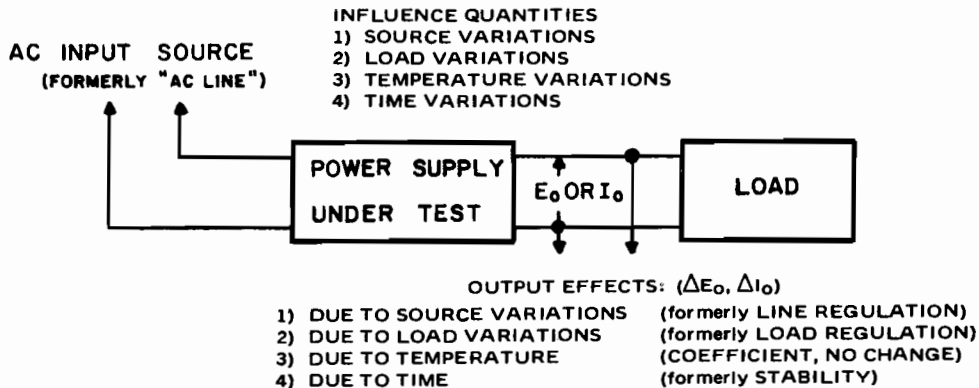 INFLUENCE QUANTITIES
1) SOURCE VARIATIONS
2) LOAD VARIATIONS
3) TEMPERATURE VARIATIONS
4) TIME VARIATIONS
AC INPUT SOURCE
(FORMERLY "AC LINE")
POWER SUPPLY
UNDER TEST
E₀ OR I₀
LOAD
OUTPUT EFFECTS: (ΔE₀, ΔI₀)
1) DUE TO SOURCE VARIATIONS (formerly LINE REGULATION)
2) DUE TO LOAD VARIATIONS (formerly LOAD REGULATION)
3) DUE TO TEMPERATURE (COEFFICIENT, NO CHANGE)
4) DUE TO TIME (formerly STABILITY)